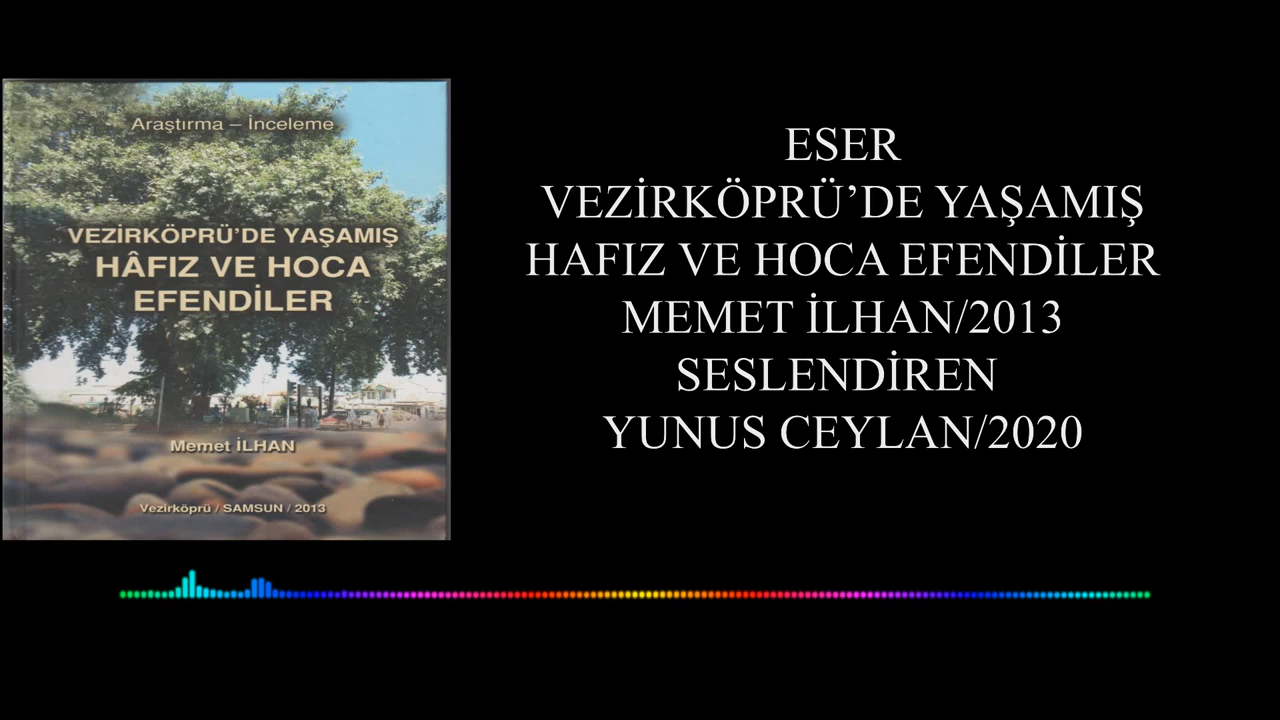 Araştırma – İnceleme
VEZİRKÖPRÜ'DE YAŞAMIŞ
HÂFIZ VE HOCA
EFENDİLER
Memet İLHAN
Vezirköprü / SAMSUN / 2013
ESER
VEZİRKÖPRÜ’DE YAŞAMIŞ
HAFIZ VE HOCA EFENDİLER
MEMET İLHAN/2013
SESLENDİREN
YUNUS CEYLAN/2020